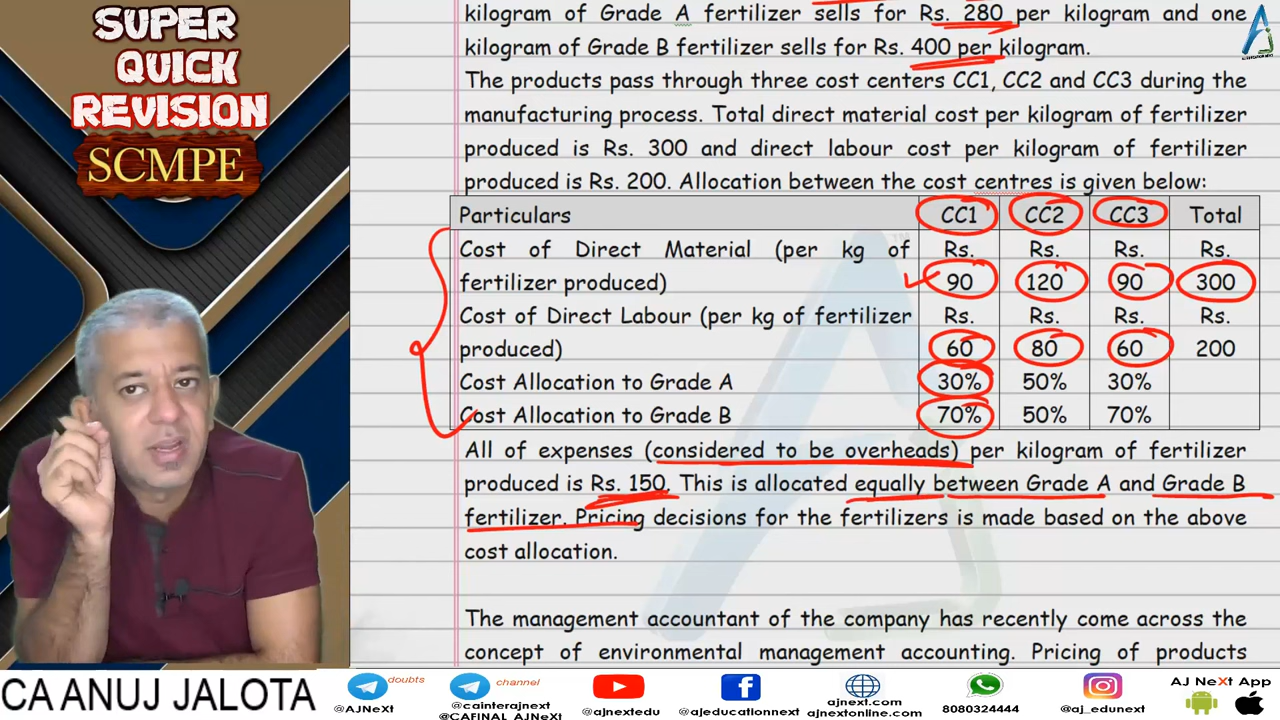 SUPER
QUICK
REVISION
SCMPE
kilogram of Grade A fertilizer sells for Rs. 280 per kilogram and one
kilogram of Grade B fertilizer sells for Rs. 400 per kilogram.
The products pass through three cost centers CC1, CC2 and CC3 during the
manufacturing process. Total direct material cost per kilogram of fertilizer
produced is Rs. 300 and direct labour cost per kilogram of fertilizer
produced is Rs. 200. Allocation between the cost centres is given below:
Particulars CC1 CC2 CC3 Total
Cost of Direct Material (per kg of Rs. Rs. Rs. Rs.
fertilizer produced) 90 120 90 300
Cost of Direct Labour (per kg of fertilizer Rs. Rs. Rs. Rs.
produced) 60 80 60 200
Cost Allocation to Grade A 30% 50% 30%
Cost Allocation to Grade B 70% 50% 70%
All of expenses (considered to be overheads) per kilogram of fertilizer
produced is Rs. 150. This is allocated equally between Grade A and Grade B
fertilizer. Pricing decisions for the fertilizers is made based on the above
cost allocation.
The management accountant of the company has recently come across the
concept of environmental management accounting. Pricing of products
CA ANUJ JALOTA
doubts
@AJNeXt
channel
@cainterajnext
@CAFINAL_AJNeXt
@ajnextedu
@ajeducationnext
ajnext.com
ajnextonline.com
8080324444
@aj_edunext
AJ NeXt App